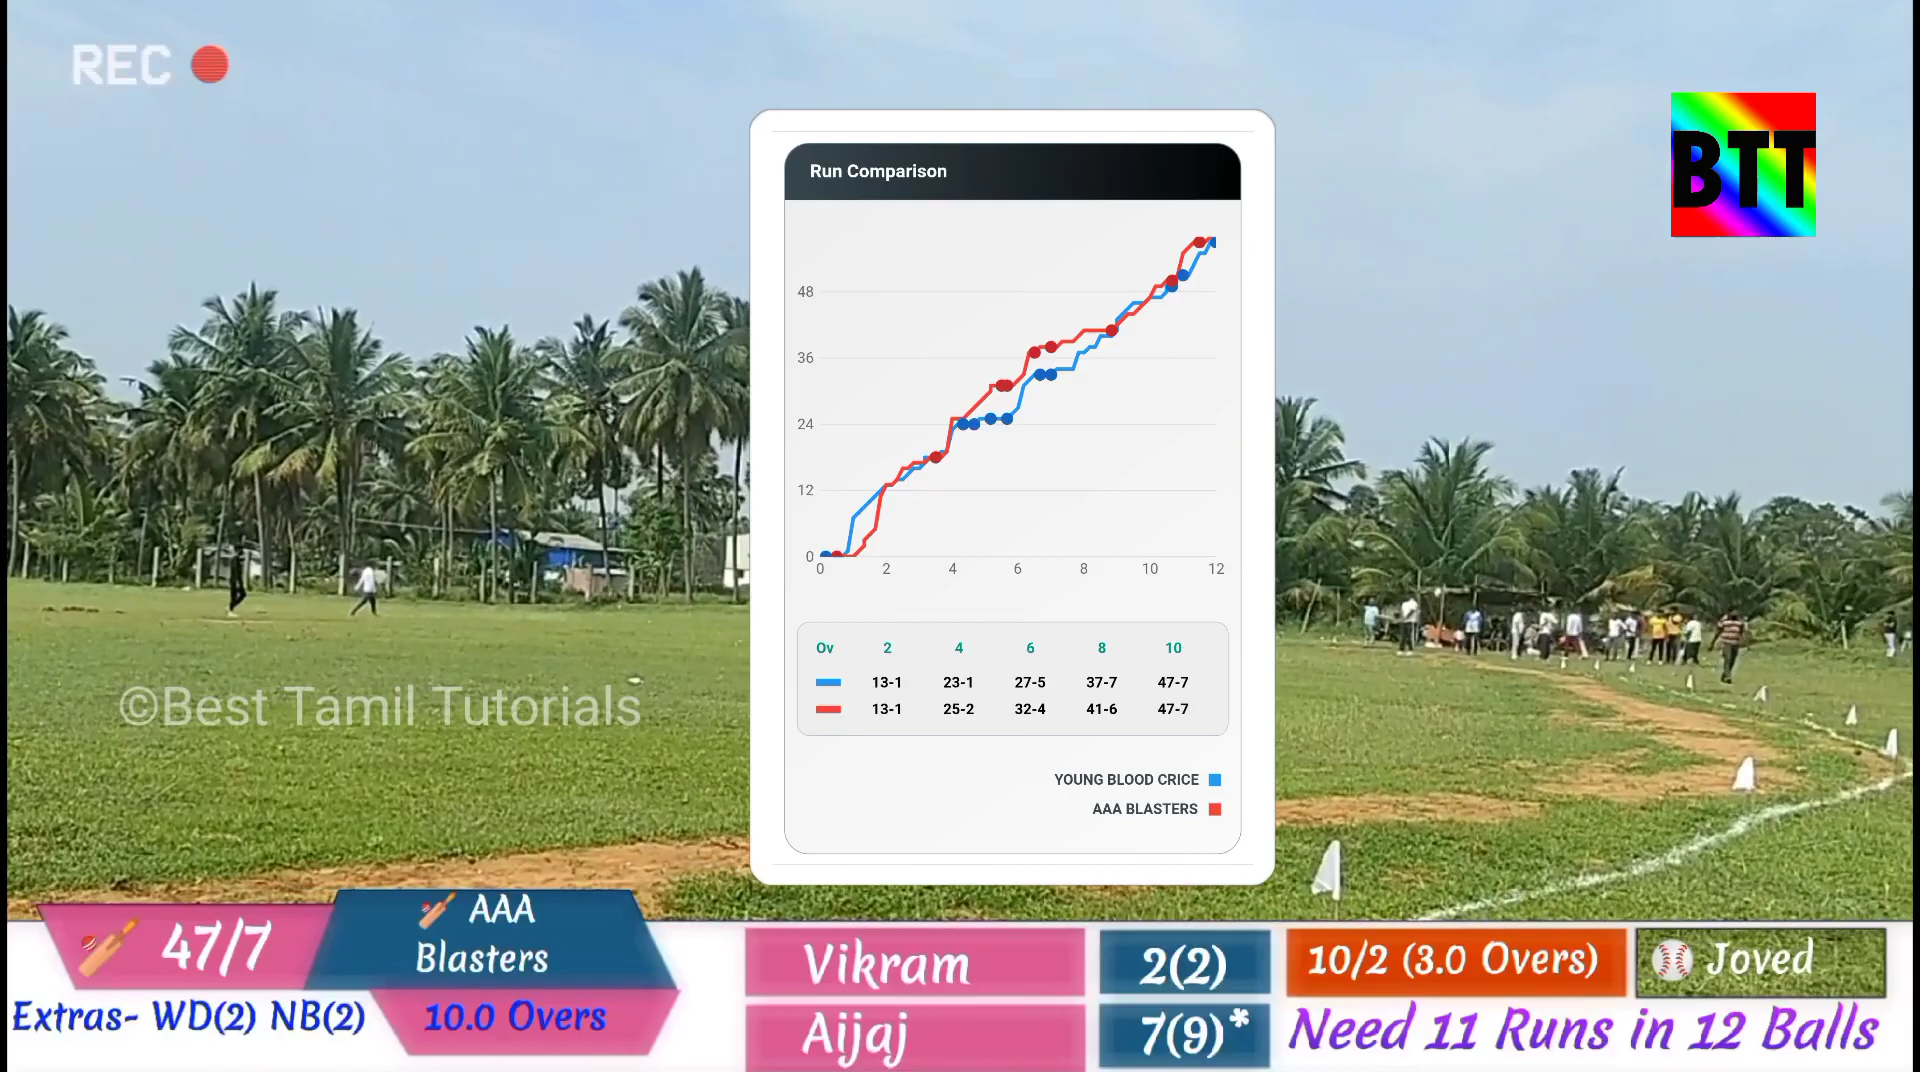 REC
BTT
Run Comparison
48
36
24
12
0
0 2 4 6 8 10 12
Ov 2 4 6 8 10
13-1 23-1 27-5 37-7 47-7
13-1 25-2 32-4 41-6 47-7
YOUNG BLOOD CRICE
AAA BLASTERS
©Best Tamil Tutorials
47/7
AAA
Blasters
Extras- WD(2) NB(2)
10.0 Overs
Vikram 2(2)
Aijaj 7(9)*
10/2 (3.0 Overs)
Joved
Need 11 Runs in 12 Balls